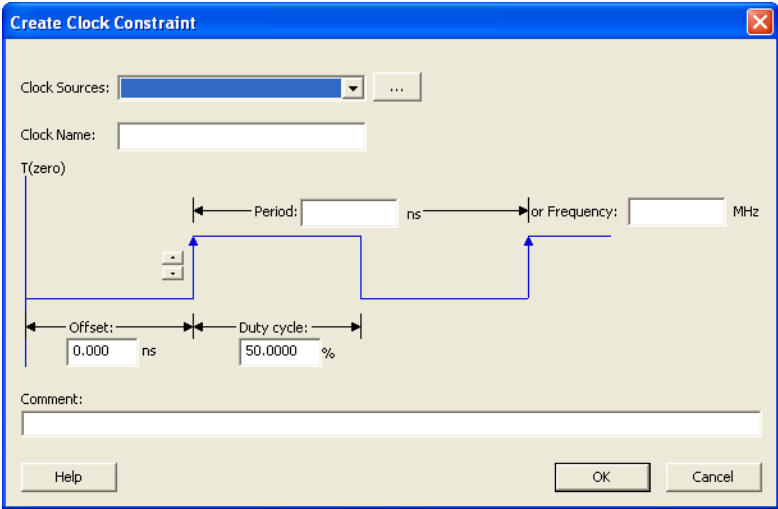 Create Clock Constraint
Clock Sources:
...
Clock Name:
T(zero)
Period: ns or Frequency: MHz
Offset: Duty cycle:
0.000 ns 50.0000 %
Comment:
Help OK Cancel